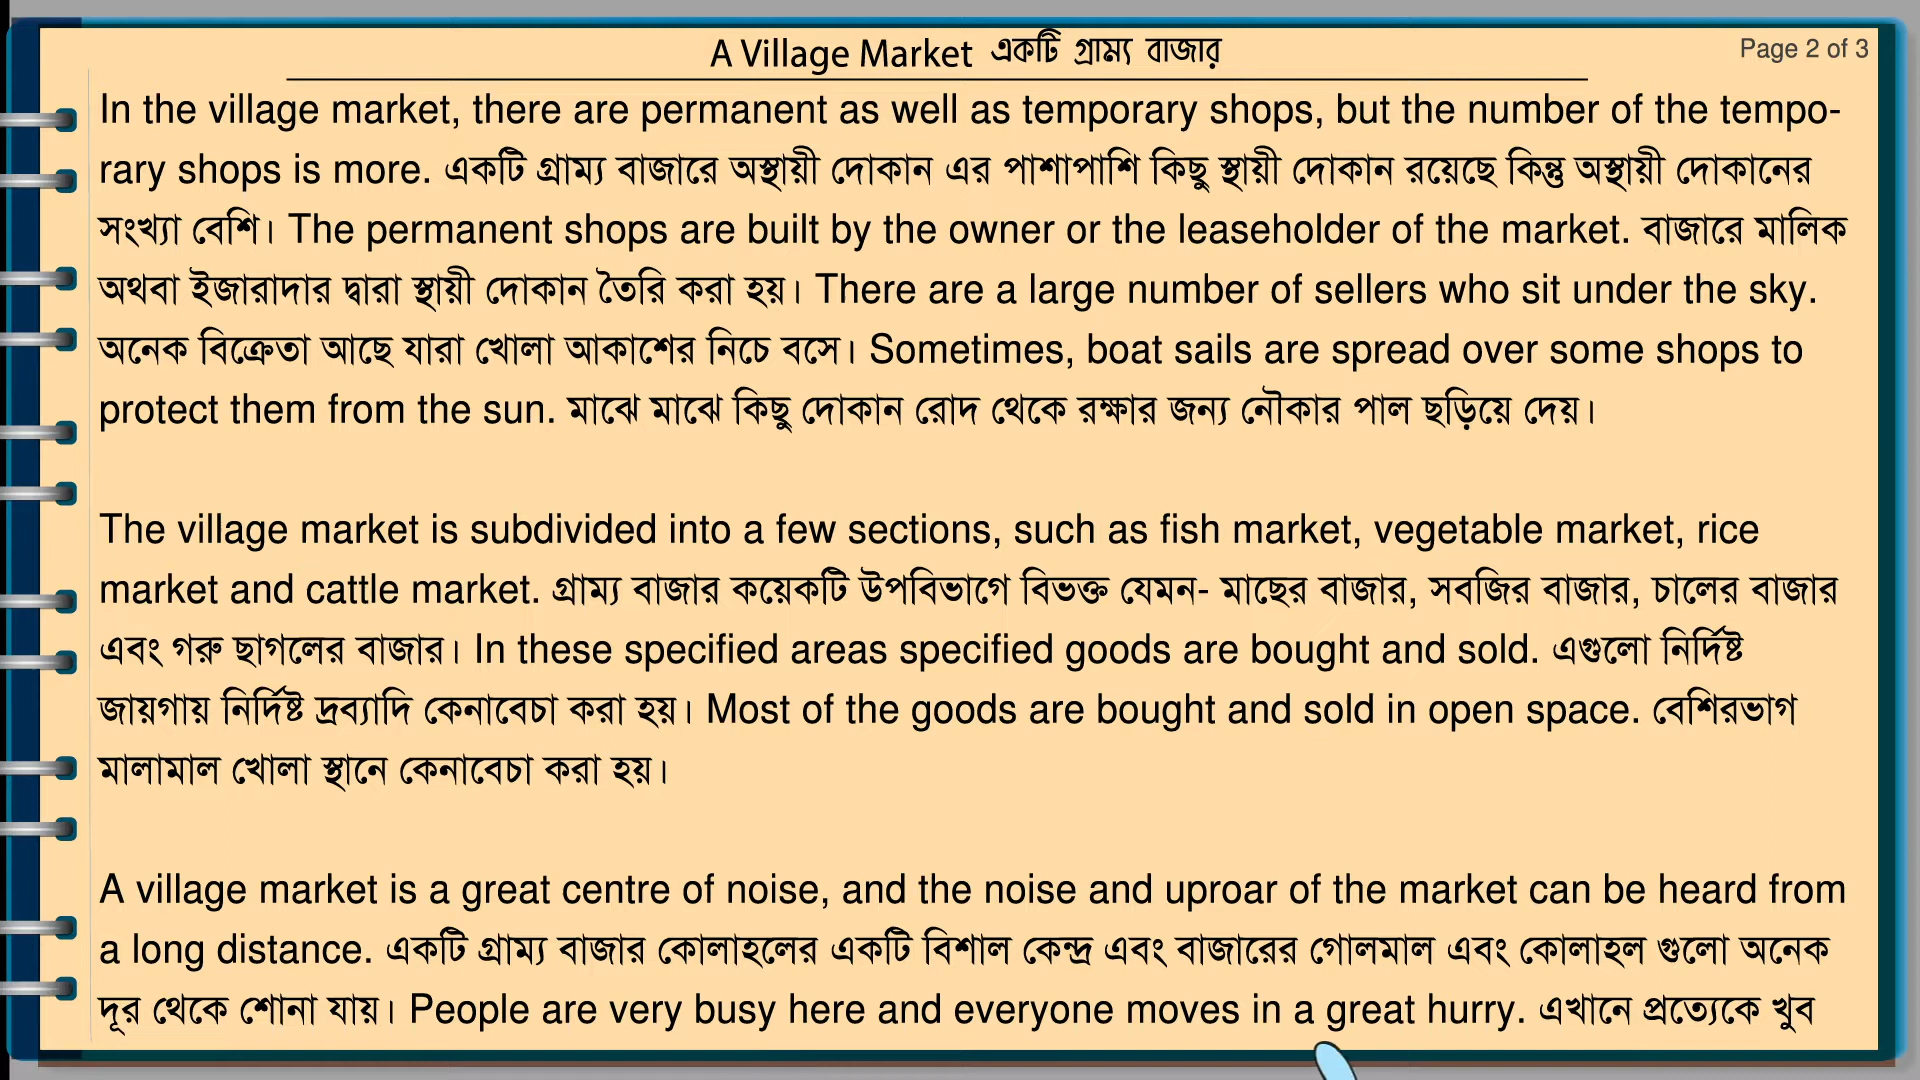 A Village Market একটি গ্রাম্য বাজার
Page 2 of 3
In the village market, there are permanent as well as temporary shops, but the number of the tempo-
rary shops is more. একটি গ্রাম্য বাজারে অস্থায়ী দোকান এর পাশাপাশি কিছু স্থায়ী দোকান রয়েছে কিন্তু অস্থায়ী দোকানের
সংখ্যা বেশি। The permanent shops are built by the owner or the leaseholder of the market. বাজারে মালিক
অথবা ইজারাদার দ্বারা স্থায়ী দোকান তৈরি করা হয়। There are a large number of sellers who sit under the sky.
অনেক বিক্রেতা আছে যারা খোলা আকাশের নিচে বসে। Sometimes, boat sails are spread over some shops to
protect them from the sun. মাঝে মাঝে কিছু দোকান রোদ থেকে রক্ষার জন্য নৌকার পাল ছড়িয়ে দেয়।
The village market is subdivided into a few sections, such as fish market, vegetable market, rice
market and cattle market. গ্রাম্য বাজার কয়েকটি উপবিভাগে বিভক্ত যেমন- মাছের বাজার, সবজির বাজার, চালের বাজার
এবং গরু ছাগলের বাজার। In these specified areas specified goods are bought and sold. এগুলো নির্দিষ্ট
জায়গায় নির্দিষ্ট দ্রব্যাদি কেনাবেচা করা হয়। Most of the goods are bought and sold in open space. বেশিরভাগ
মালামাল খোলা স্থানে কেনাবেচা করা হয়।
A village market is a great centre of noise, and the noise and uproar of the market can be heard from
a long distance. একটি গ্রাম্য বাজার কোলাহলের একটি বিশাল কেন্দ্র এবং বাজারের গোলমাল এবং কোলাহল গুলো অনেক
দূর থেকে শোনা যায়। People are very busy here and everyone moves in a great hurry. এখানে প্রত্যেকে খুব